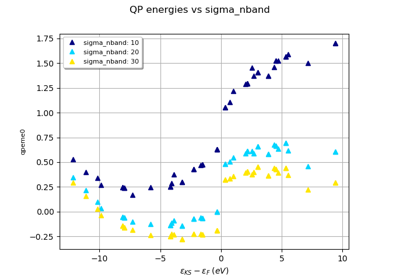 QP energies vs sigma_nband
1.75
1.50
1.25
1.00
0.75
0.50
0.25
0.00
−0.25
qpeme0
sigma_nband: 10
sigma_nband: 20
sigma_nband: 30
−10 −5 0 5 10
εKS − εF (eV)